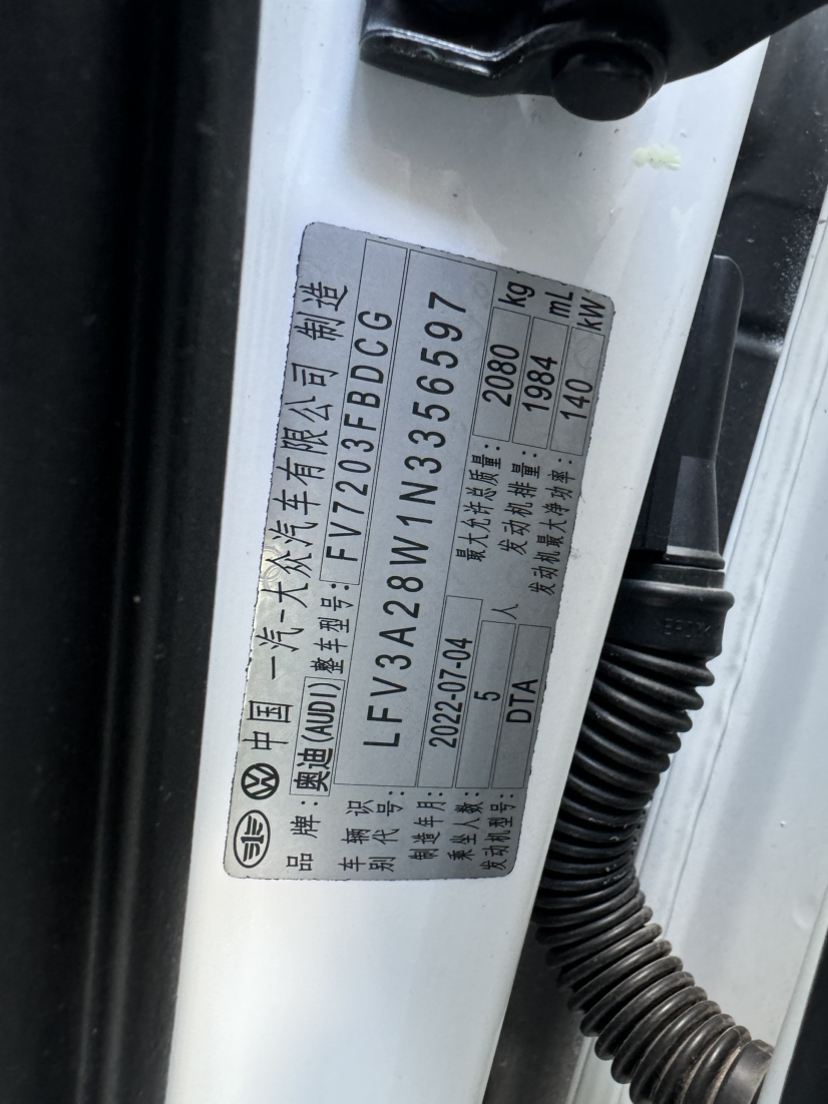 中国 一汽-大众汽车有限公司 制造
品牌: 奥迪(AUDI) 整车型号: FV7203FBDCG
车辆识别代号: LFV3A28W1N3356597
制造年月: 2022-07-04 最大允许总质量: 2080 kg
乘坐人数: 5 人 发动机排量: 1984 mL
发动机型号: DTA 发动机最大净功率: 140 kW